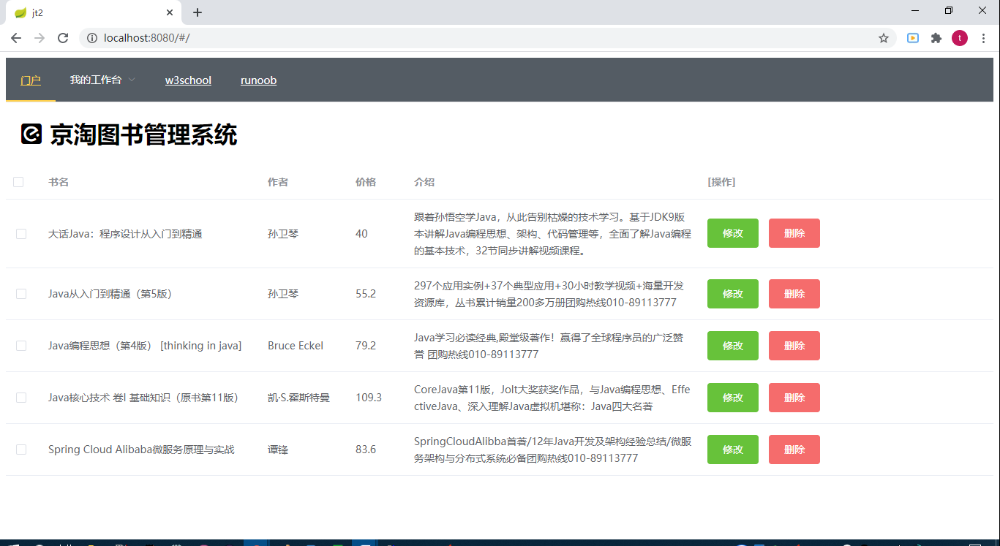 jt2
localhost:8080/#/
t
门户 我的工作台 w3school runoob
京淘图书管理系统
书名 作者 价格 介绍 [操作]
大话Java：程序设计从入门到精通 孙卫琴 40
跟着孙悟空学Java，从此告别枯燥的技术学习。基于JDK9版
本讲解Java编程思想、架构、代码管理等，全面了解Java编程
的基本技术，32节同步讲解视频课程。
修改 删除
Java从入门到精通（第5版） 孙卫琴 55.2
297个应用实例+37个典型应用+30小时教学视频+海量开发
资源库，丛书累计销量200多万册团购热线010-89113777
修改 删除
Java编程思想（第4版） [thinking in java] Bruce Eckel 79.2
Java学习必读经典,殿堂级著作！赢得了全球程序员的广泛赞
誉 团购热线010-89113777
修改 删除
Java核心技术 卷I 基础知识（原书第11版） 凯·S.霍斯特曼 109.3
CoreJava第11版，Jolt大奖获奖作品，与Java编程思想、Effe
ctiveJava、深入理解Java虚拟机堪称：Java四大名著
修改 删除
Spring Cloud Alibaba微服务原理与实战 谭锋 83.6
SpringCloudAlibba首著/12年Java开发及架构经验总结/微服
务架构与分布式系统必备团购热线010-89113777
修改 删除